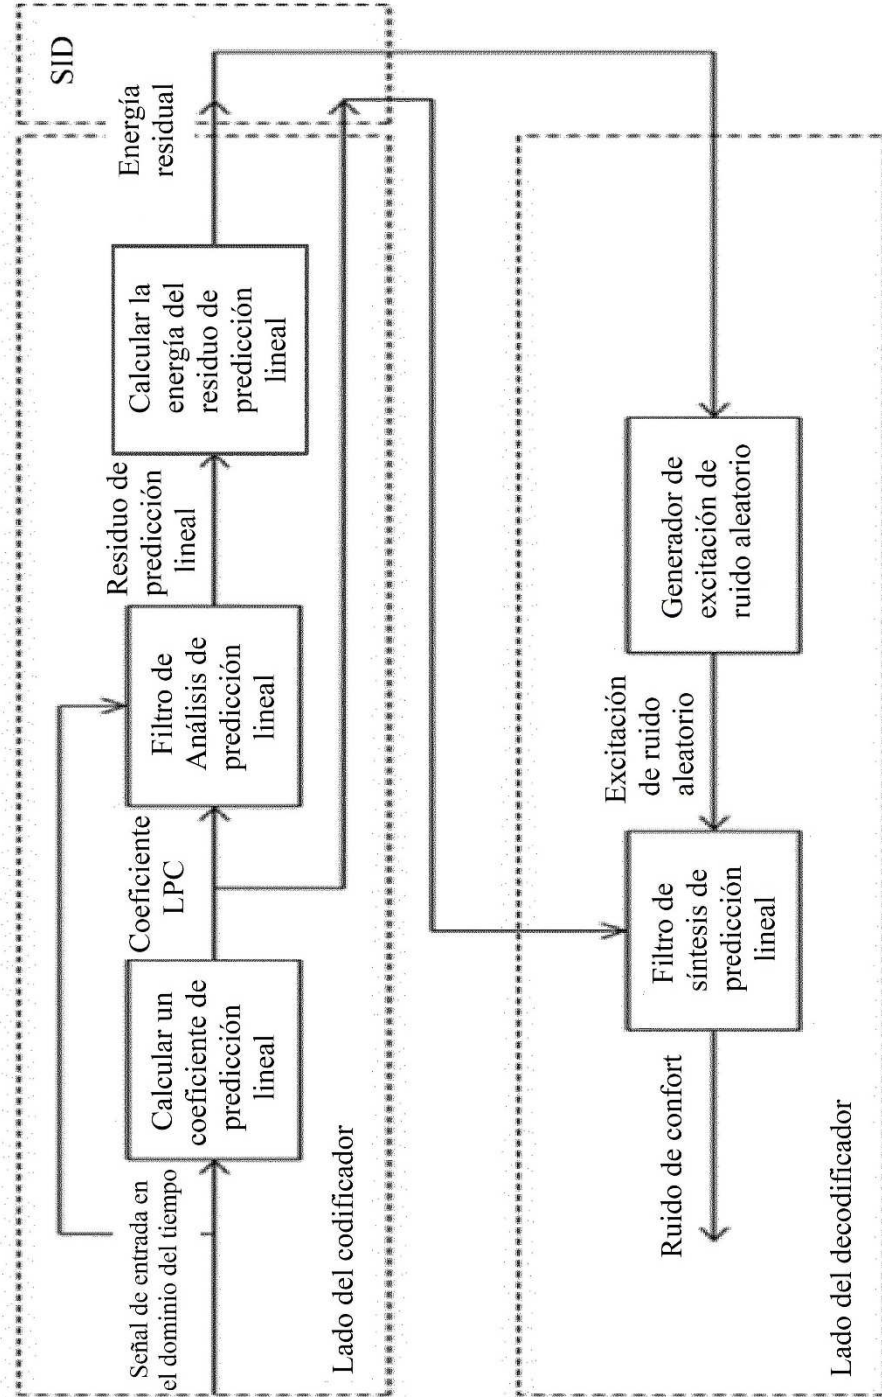 Señal de entrada en
el dominio del tiempo
Calcular un
coeficiente de
predicción
lineal
Coeficiente
LPC
Filtro de
Análisis de
predicción
lineal
Residuo de
predicción
lineal
Calcular la
energía del
residuo de
predicción
lineal
Energía
residual
SID
Lado del codificador
Ruido de confort
Filtro de
síntesis de
predicción
lineal
Excitación
de ruido
aleatorio
Generador de
excitación de
ruido aleatorio
Lado del decodificador